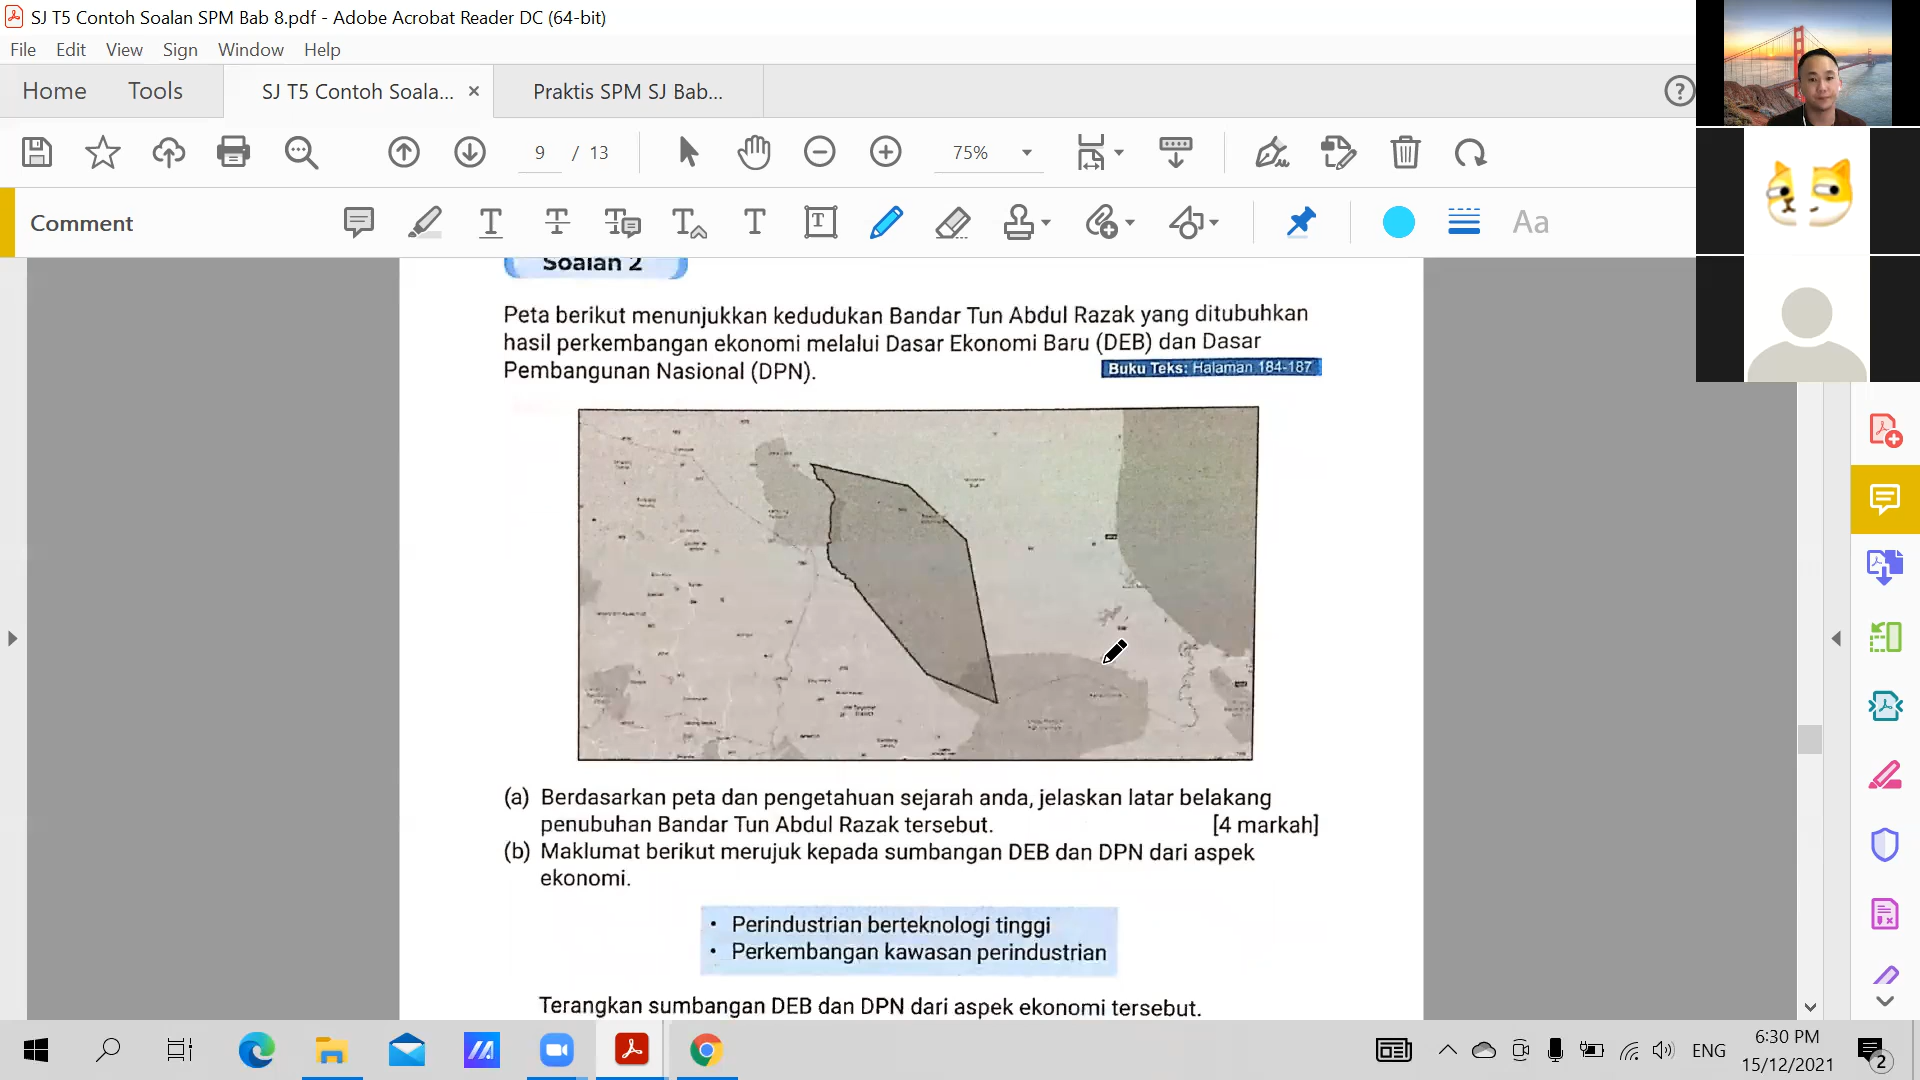 SJ T5 Contoh Soalan SPM Bab 8.pdf - Adobe Acrobat Reader DC (64-bit)
File Edit View Sign Window Help
Home Tools SJ T5 Contoh Soala... × Praktis SPM SJ Bab...
9 / 13 75%
Comment
Aa
Soalan 2
Peta berikut menunjukkan kedudukan Bandar Tun Abdul Razak yang ditubuhkan
hasil perkembangan ekonomi melalui Dasar Ekonomi Baru (DEB) dan Dasar
Pembangunan Nasional (DPN).
Buku Teks: Halaman 184-187
(a) Berdasarkan peta dan pengetahuan sejarah anda, jelaskan latar belakang
penubuhan Bandar Tun Abdul Razak tersebut. [4 markah]
(b) Maklumat berikut merujuk kepada sumbangan DEB dan DPN dari aspek
ekonomi.
• Perindustrian berteknologi tinggi
• Perkembangan kawasan perindustrian
Terangkan sumbangan DEB dan DPN dari aspek ekonomi tersebut.
ENG
6:30 PM
15/12/2021
2